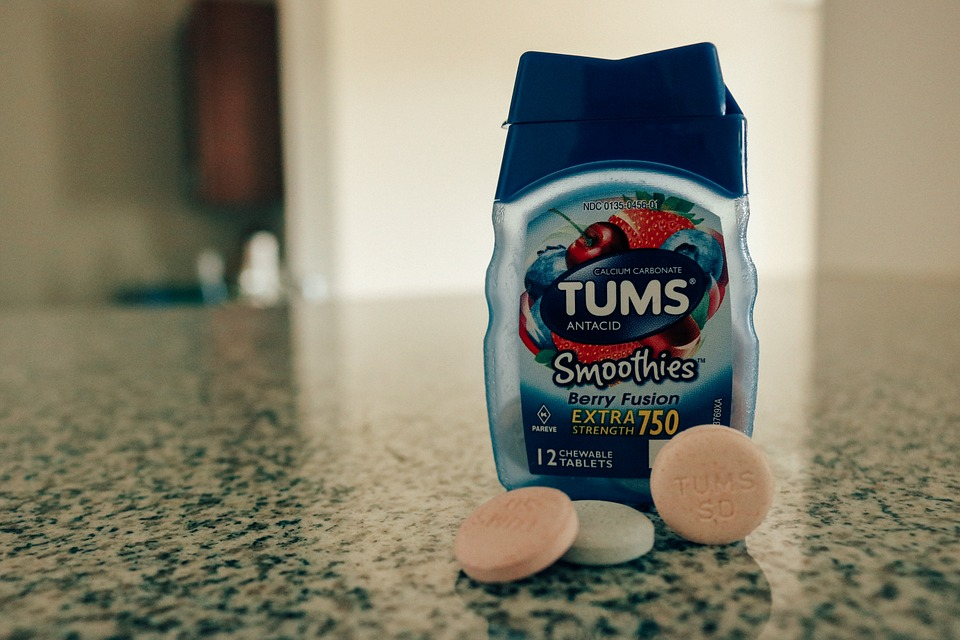 NDC 0135-0456-01
CALCIUM CARBONATE
TUMS®
ANTACID
Smoothies™
Berry Fusion
EXTRA
STRENGTH 750
PAREVE
12 CHEWABLE
TABLETS
TUMS
SD